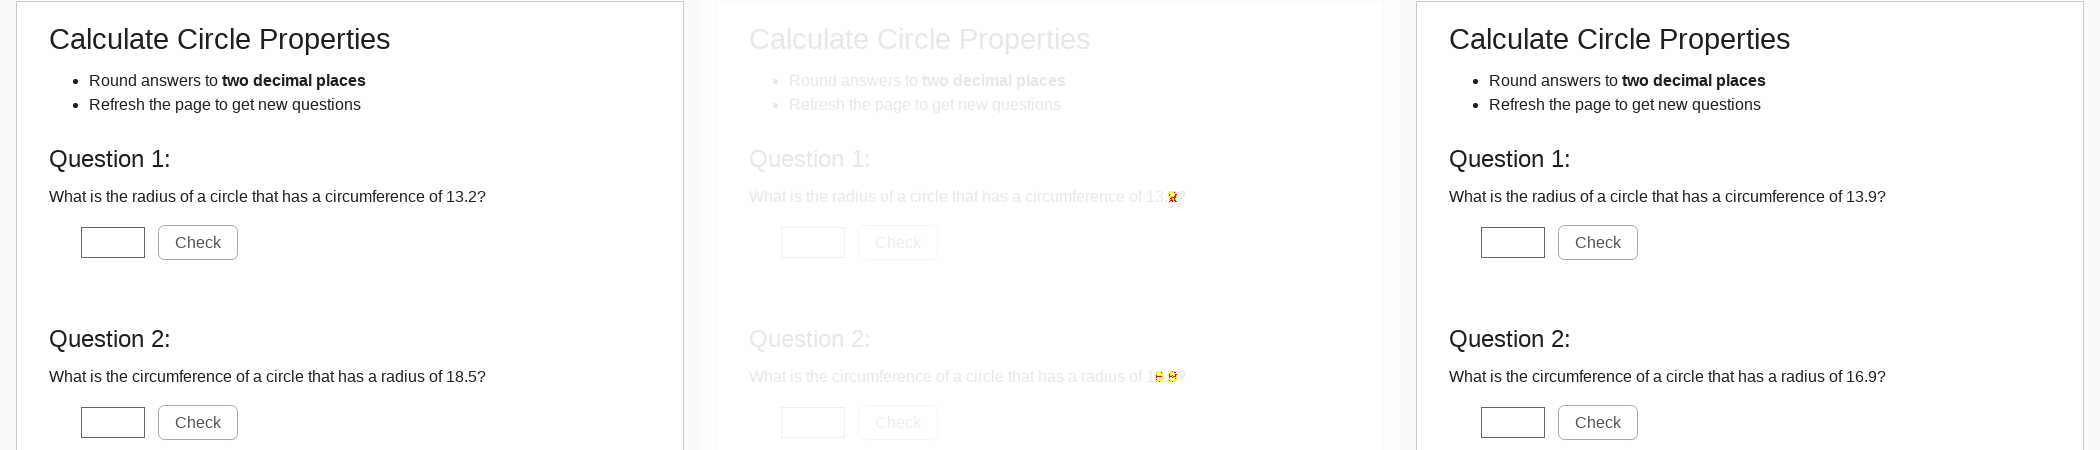 Calculate Circle Properties
Round answers to two decimal places
Refresh the page to get new questions
Question 1:
What is the radius of a circle that has a circumference of 13.2?
Check
Question 2:
What is the circumference of a circle that has a radius of 18.5?
Check
Calculate Circle Properties
Round answers to two decimal places
Refresh the page to get new questions
Question 1:
What is the radius of a circle that has a circumference of
Check
Question 2:
What is the circumference of a circle that has a radius of
Check
Calculate Circle Properties
Round answers to two decimal places
Refresh the page to get new questions
Question 1:
What is the radius of a circle that has a circumference of 13.9?
Check
Question 2:
What is the circumference of a circle that has a radius of 16.9?
Check